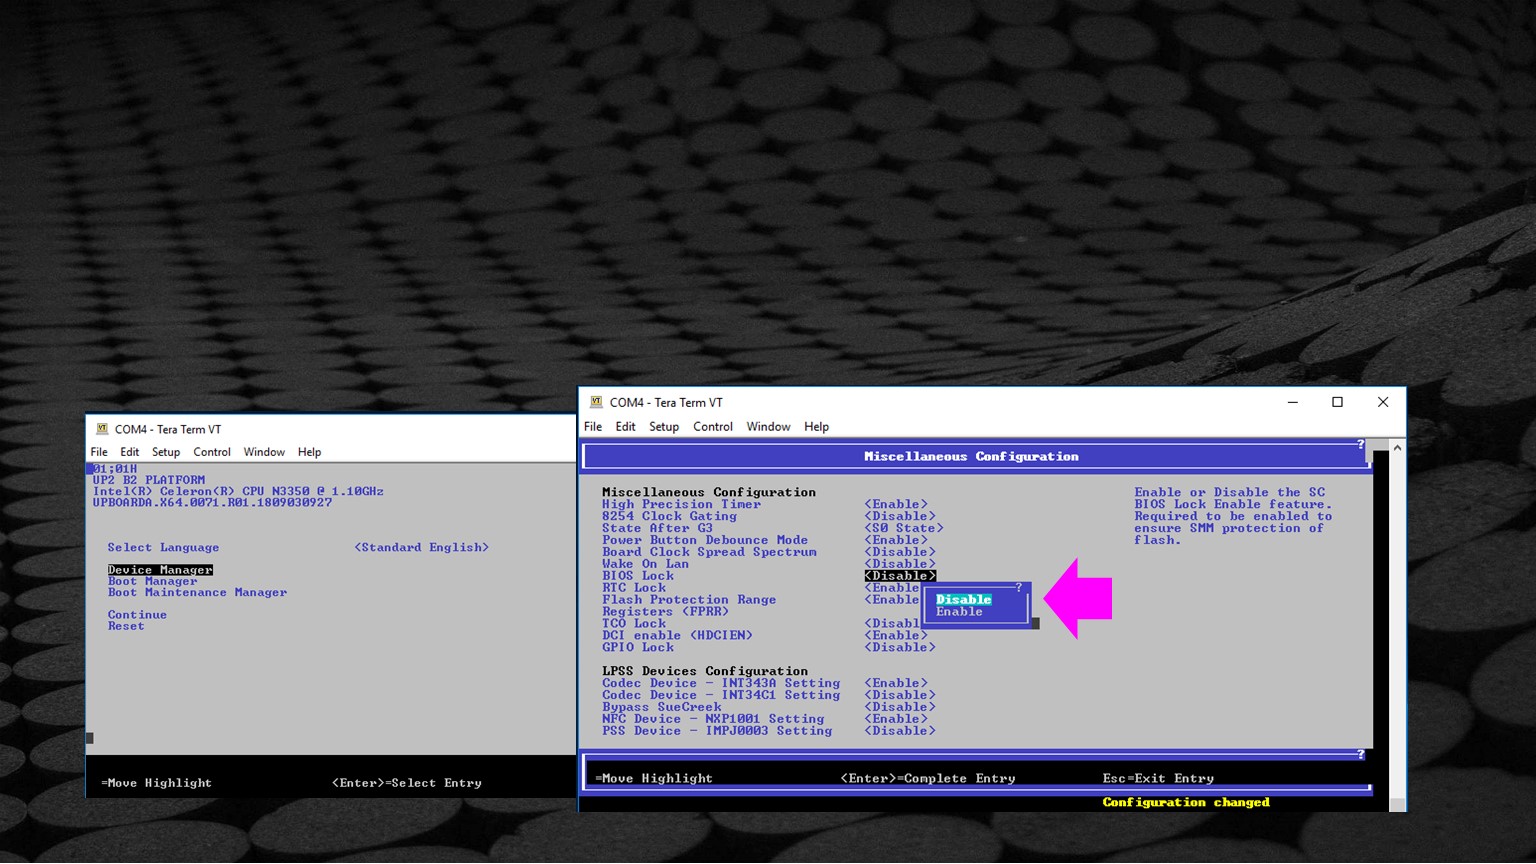 COM4 - Tera Term VT
File Edit Setup Control Window Help
01;01H
UP2 B2 PLATFORM
Intel(R) Celeron(R) CPU N3350 @ 1.10GHz
UPBOARDA.X64.0071.R01.1809030927
Select Language <Standard English>
Device Manager
Boot Manager
Boot Maintenance Manager
Continue
Reset
=Move Highlight <Enter>=Select Entry
COM4 - Tera Term VT
File Edit Setup Control Window Help
?
Miscellaneous Configuration
Miscellaneous Configuration
High Precision Timer <Enable>
8254 Clock Gating <Disable>
State After G3 <S0 State>
Power Button Debounce Mode <Enable>
Board Clock Spread Spectrum <Disable>
Wake On Lan <Disable>
BIOS Lock <Disable>
RTC Lock <Enable
Flash Protection Range <Enable
Registers <FPRR)
TCO Lock <Disabl
DCI enable <HDCIEN> <Enable>
GPIO Lock <Disable>
?
Disable
Enable
LPSS Devices Configuration
Codec Device - INT343A Setting <Enable>
Codec Device - INT34C1 Setting <Disable>
Bypass SueCreek <Disable>
NFC Device - NXP1001 Setting <Enable>
PSS Device - IMPJ0003 Setting <Disable>
Enable or Disable the SC
BIOS Lock Enable feature.
Required to be enabled to
ensure SMM protection of
flash.
?
=Move Highlight <Enter>=Complete Entry Esc=Exit Entry
Configuration changed